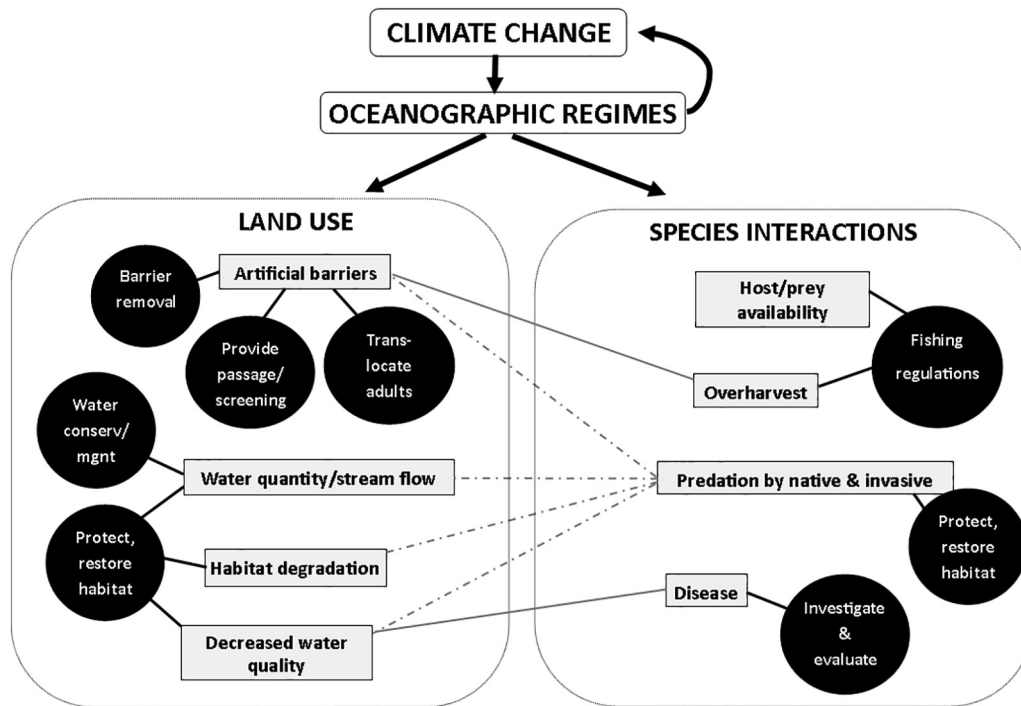 CLIMATE CHANGE
OCEANOGRAPHIC REGIMES
LAND USE
Barrier
removal
Artificial barriers
Provide
passage/
screening
Trans-
locate
adults
Water
conserv/
mgnt
Water quantity/stream flow
Protect,
restore
habitat
Habitat degradation
Decreased water
quality
SPECIES INTERACTIONS
Host/prey
availability
Fishing
regulations
Overharvest
Predation by native & invasive
Protect,
restore
habitat
Disease
Investigate
&
evaluate